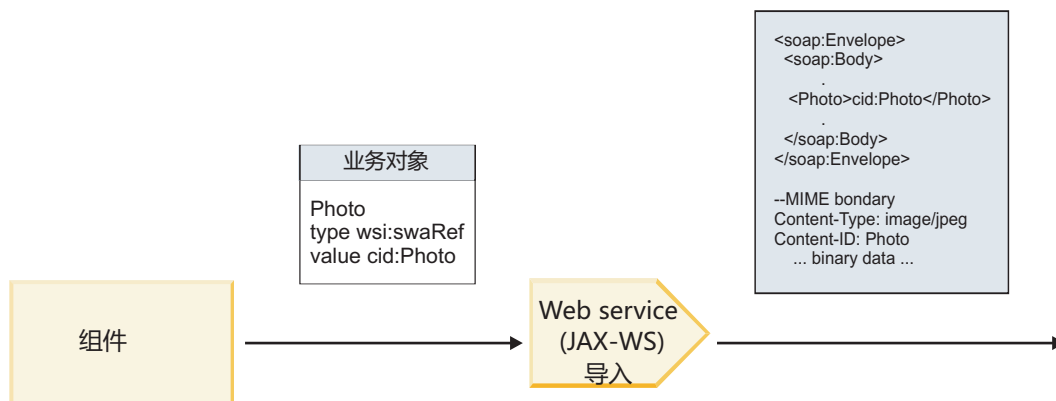 <soap:Envelope>
<soap:Body>
.
<Photo>cid:Photo</Photo>
.
</soap:Body>
</soap:Envelope>
--MIME bondary
Content-Type: image/jpeg
Content-ID: Photo
... binary data ...
业务对象
Photo
type wsi:swaRef
value cid:Photo
组件
Web service
(JAX-WS)
导入